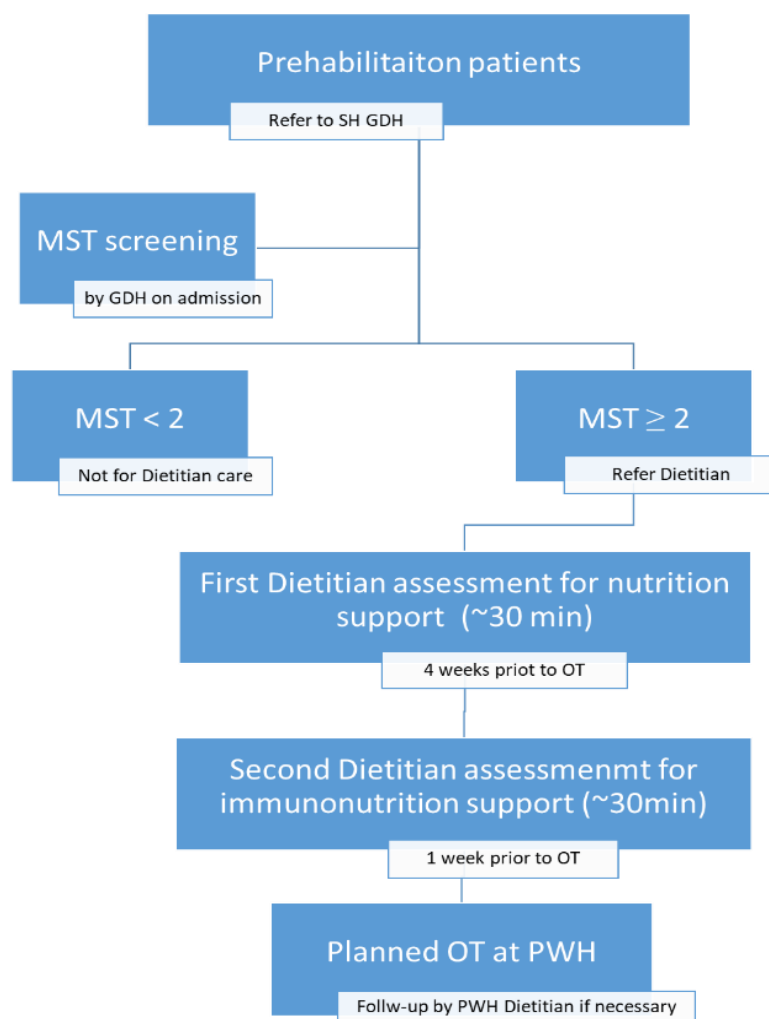 Prehabilitaiton patients
Refer to SH GDH
MST screening
by GDH on admission
MST < 2
Not for Dietitian care
MST ≥ 2
Refer Dietitian
First Dietitian assessment for nutrition
support (~30 min)
4 weeks priot to OT
Second Dietitian assessmenmt for
immunonutrition support (~30min)
1 week prior to OT
Planned OT at PWH
Follw-up by PWH Dietitian if necessary